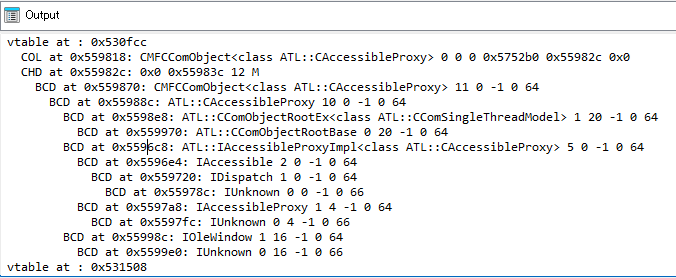 Output
vtable at : 0x530fcc
COL at 0x559818: CMFCComObject<class ATL::CAccessibleProxy> 0 0 0 0x5752b0 0x55982c 0x0
CHD at 0x55982c: 0x0 0x55983c 12 M
BCD at 0x559870: CMFCComObject<class ATL::CAccessibleProxy> 11 0 -1 0 64
BCD at 0x55988c: ATL::CAccessibleProxy 10 0 -1 0 64
BCD at 0x5598e8: ATL::CComObjectRootEx<class ATL::CComSingleThreadModel> 1 20 -1 0 64
BCD at 0x559970: ATL::CComObjectRootBase 0 20 -1 0 64
BCD at 0x5596c8: ATL::IAccessibleProxyImpl<class ATL::CAccessibleProxy> 5 0 -1 0 64
BCD at 0x5596e4: IAccessible 2 0 -1 0 64
BCD at 0x559720: IDispatch 1 0 -1 0 64
BCD at 0x55978c: IUnknown 0 0 -1 0 66
BCD at 0x5597a8: IAccessibleProxy 1 4 -1 0 64
BCD at 0x5597fc: IUnknown 0 4 -1 0 66
BCD at 0x55998c: IOleWindow 1 16 -1 0 64
BCD at 0x5599e0: IUnknown 0 16 -1 0 66
vtable at : 0x531508